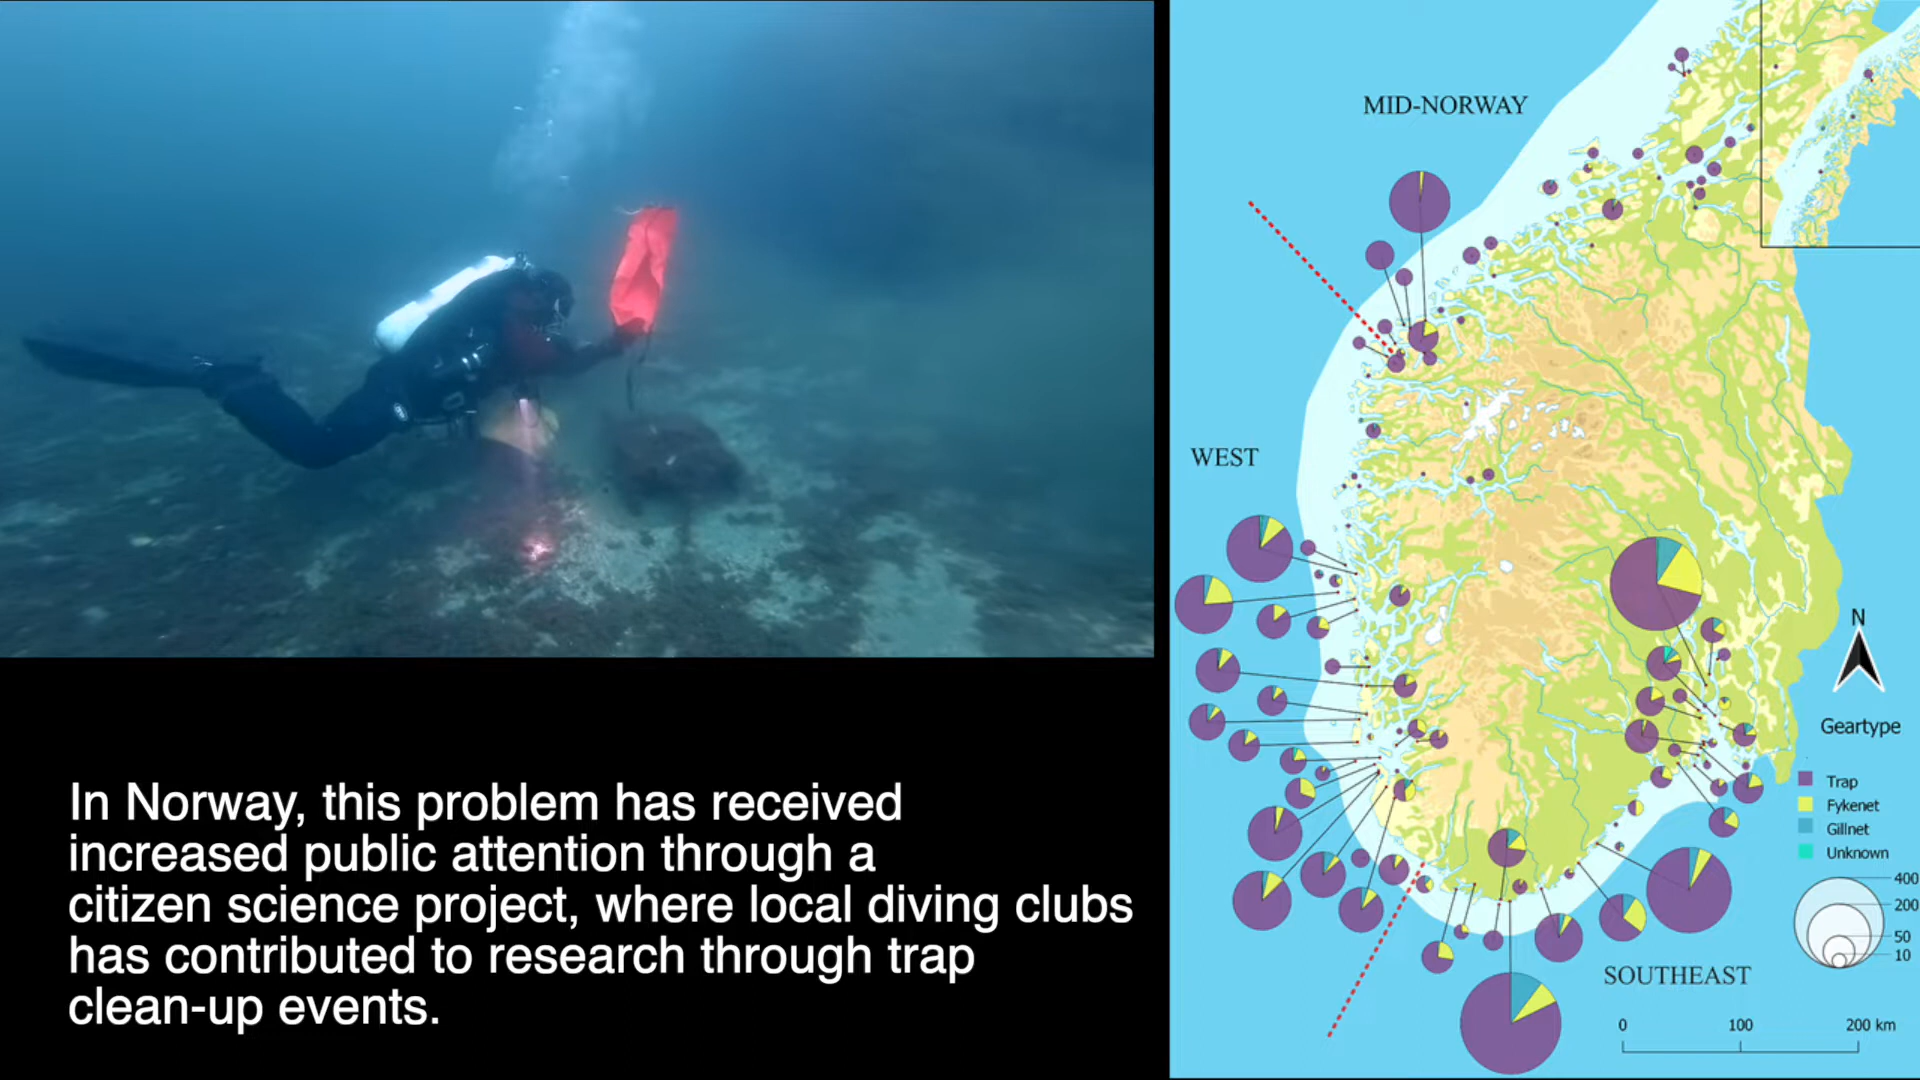 In Norway, this problem has received
increased public attention through a
citizen science project, where local diving clubs
has contributed to research through trap
clean-up events.
MID-NORWAY
WEST
SOUTHEAST
N
Geartype
Trap
Fykenet
Gillnet
Unknown
400
200
50
10
0 100 200 km